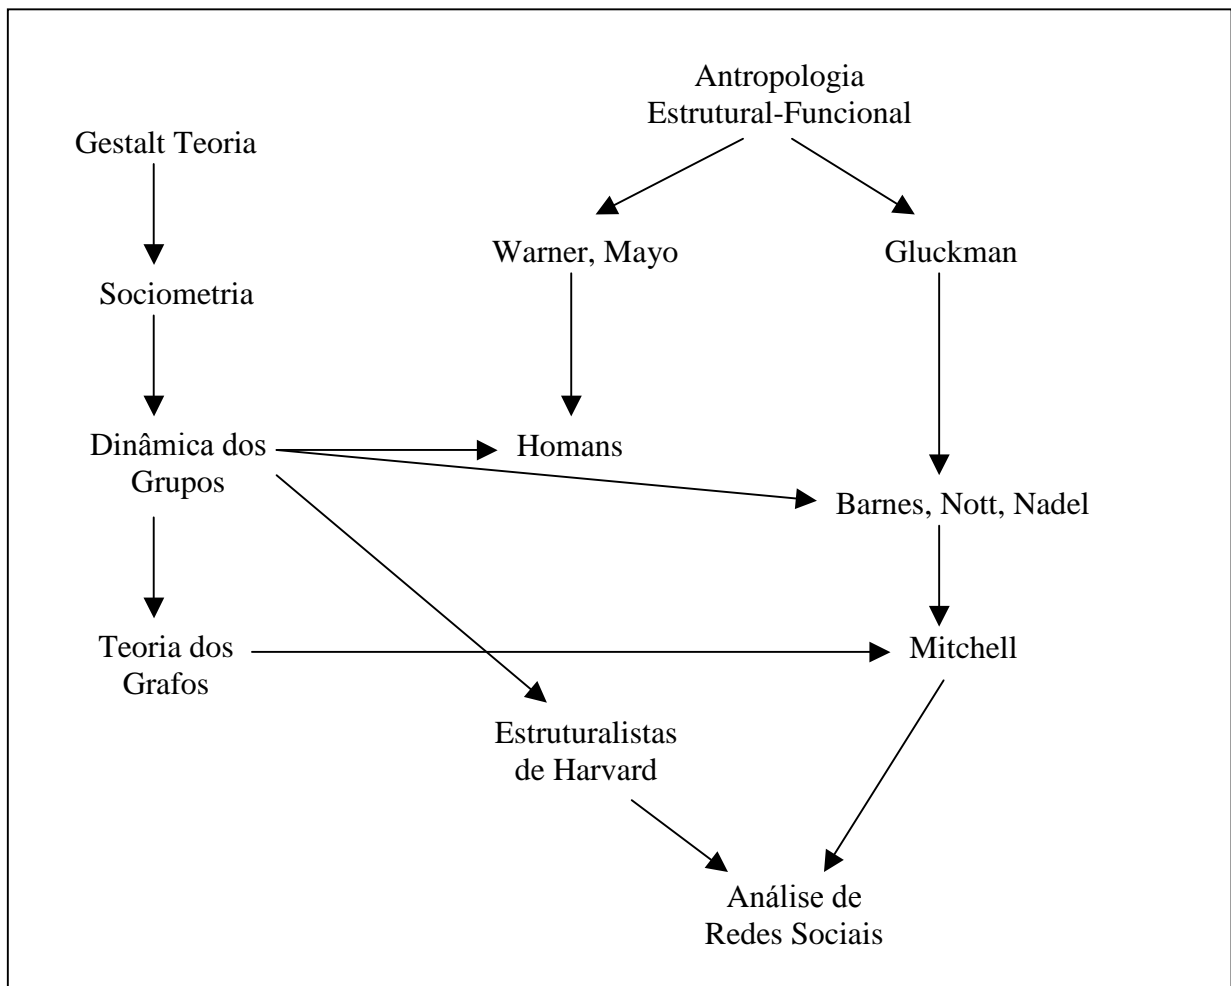 Antropologia
Estrutural-Funcional
Gestalt Teoria
Warner, Mayo
Gluckman
Sociometria
Dinâmica dos
Grupos
Homans
Barnes, Nott, Nadel
Teoria dos
Grafos
Mitchell
Estruturalistas
de Harvard
Análise de
Redes Sociais